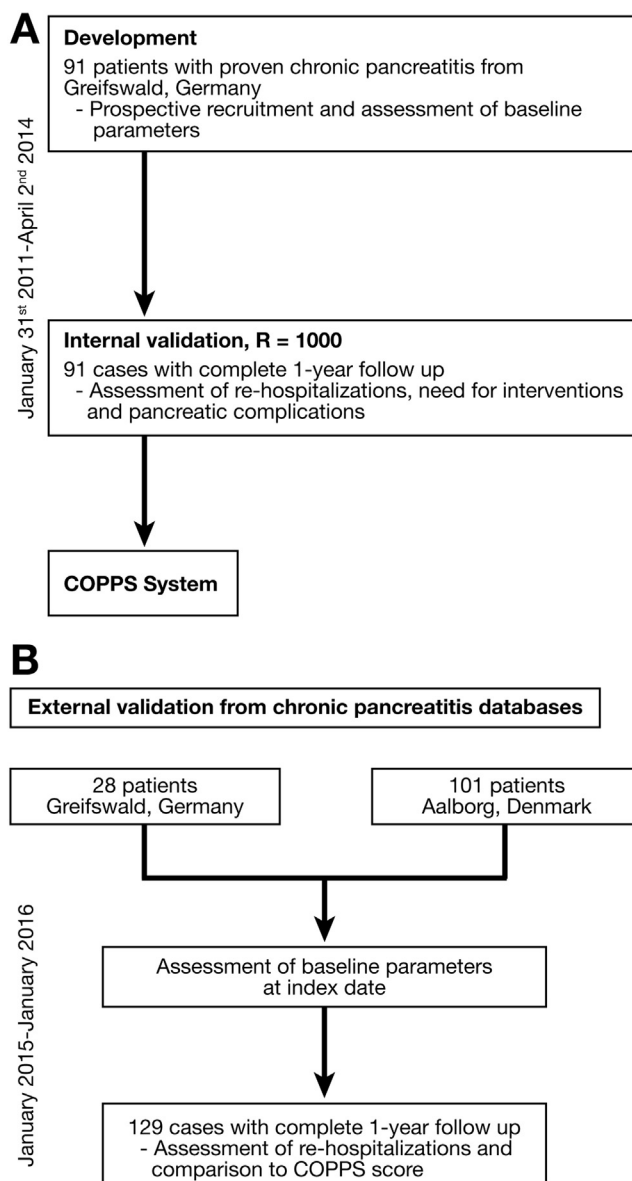 A
Development
91 patients with proven chronic pancreatitis from
Greifswald, Germany
- Prospective recruitment and assessment of baseline
parameters
January 31st 2011-April 2nd 2014
Internal validation, R = 1000
91 cases with complete 1-year follow up
- Assessment of re-hospitalizations, need for interventions
and pancreatic complications
COPPS System
B
External validation from chronic pancreatitis databases
28 patients
Greifswald, Germany
101 patients
Aalborg, Denmark
January 2015-January 2016
Assessment of baseline parameters
at index date
129 cases with complete 1-year follow up
- Assessment of re-hospitalizations and
comparison to COPPS score